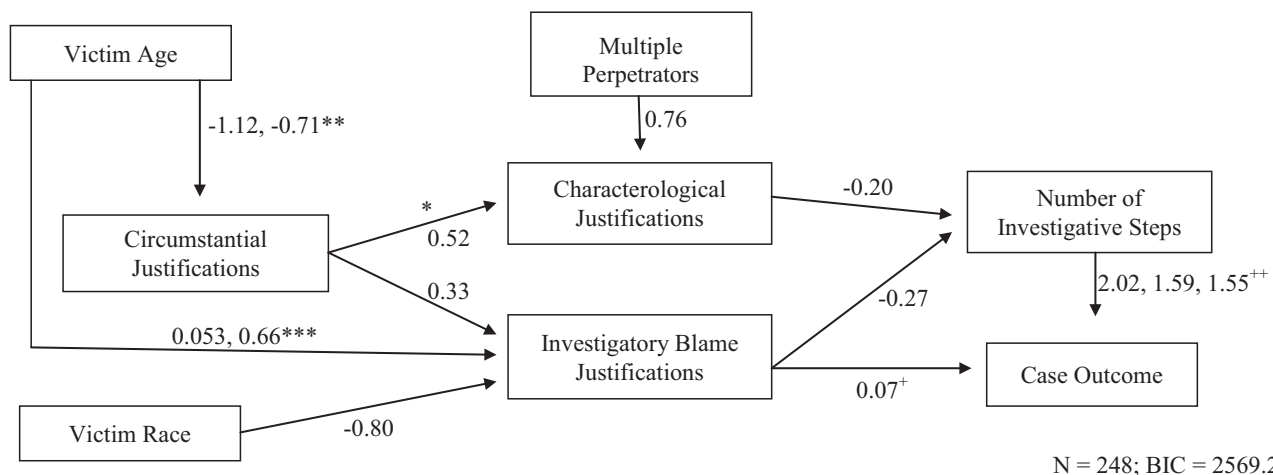 Victim Age
Multiple
Perpetrators
-1.12, -0.71**
0.76
Characterological
Justifications
-0.20
Number of
Investigative Steps
*
0.52
Circumstantial
Justifications
0.33
-0.27
2.02, 1.59, 1.55++
0.053, 0.66***
Investigatory Blame
Justifications
0.07+
Case Outcome
Victim Race
-0.80
N = 248; BIC = 2569.2